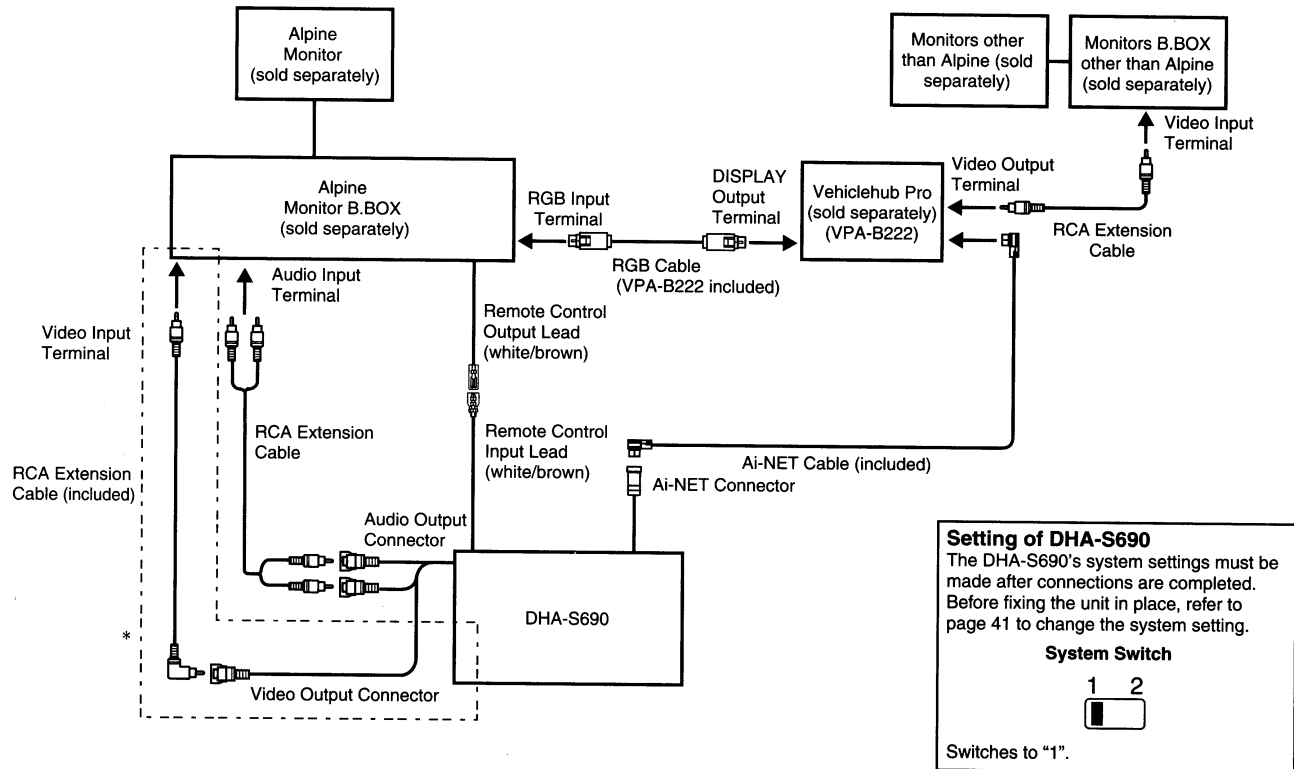 Alpine
Monitor
(sold separately)
Monitors other
than Alpine (sold
separately)
Monitors B.BOX
other than Alpine
(sold separately)
Video Input
Terminal
Alpine
Monitor B.BOX
(sold separately)
RGB Input
Terminal
DISPLAY
Output
Terminal
Vehiclehub Pro
(sold separately)
(VPA-B222)
Video Output
Terminal
RCA Extension
Cable
RGB Cable
(VPA-B222 included)
Audio Input
Terminal
Video Input
Terminal
Remote Control
Output Lead
(white/brown)
RCA Extension
Cable
Remote Control
Input Lead
(white/brown)
Ai-NET Cable (included)
Ai-NET Connector
RCA Extension
Cable (included)
Audio Output
Connector
DHA-S690
*
Video Output Connector
Setting of DHA-S690
The DHA-S690's system settings must be
made after connections are completed.
Before fixing the unit in place, refer to
page 41 to change the system setting.
System Switch
1 2
Switches to “1”.